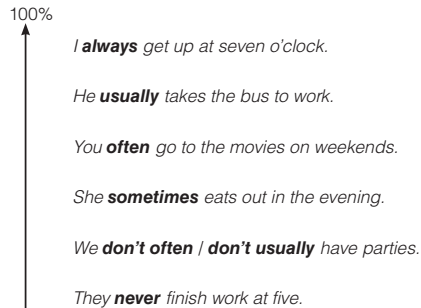 100%
I always get up at seven o’clock.
He usually takes the bus to work.
You often go to the movies on weekends.
She sometimes eats out in the evening.
We don’t often / don’t usually have parties.
They never finish work at five.